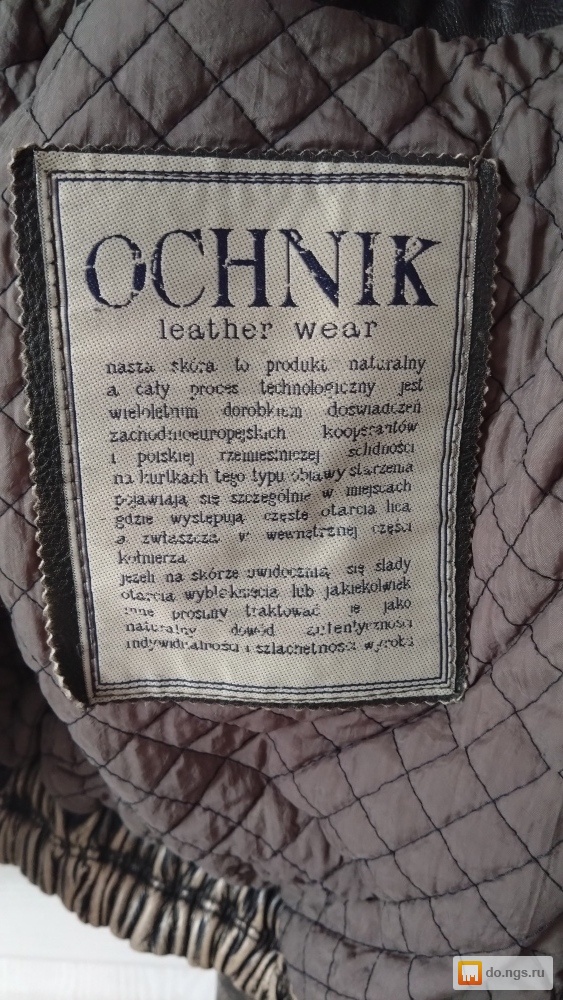 OCHNIK
leather wear
nasza skóra to produkt naturalny
a cały proces technologiczny jest
wieloletnim dorobkiem doświadczeń
zachodnioeuropejskich kooperantów
i polskiej rzemieślniczej solidności
na kurtkach tego typu objawy starzenia
pojawiają się szczególnie w miejscach
gdzie występują częste otarcia lica
a zwłaszcza w wewnętrznej części
kołnierza
jeżeli na skórze uwidocznią się ślady
otarcia wybłyszczenia lub jakiekolwiek
inne prosimy traktować je jako
naturalny dowód autentyczności
indywidualności i szlachetności wyrobu
do.ngs.ru